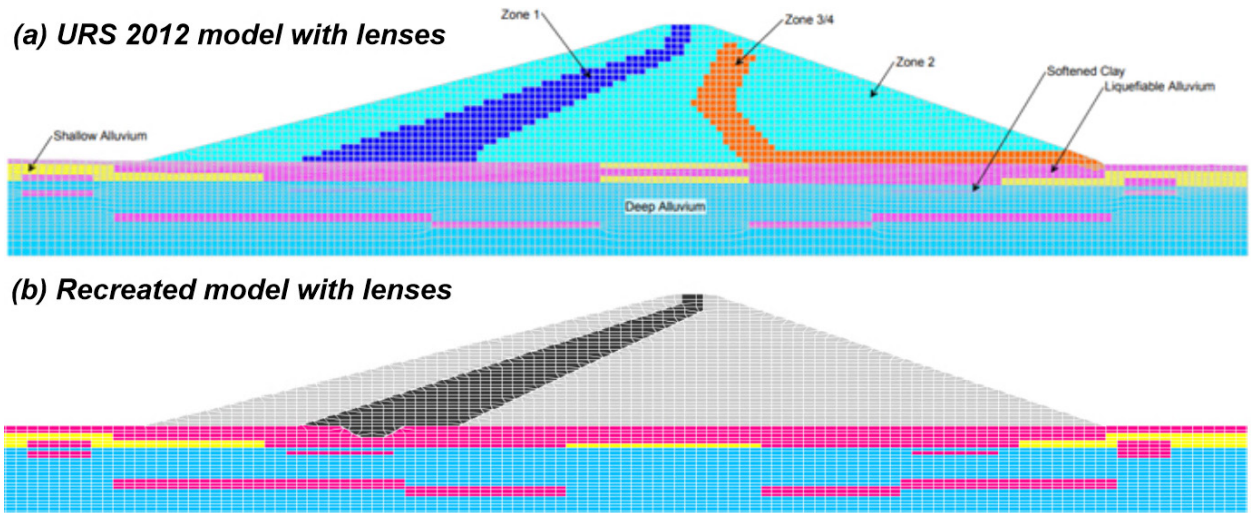 (a) URS 2012 model with lenses
Zone 1
Zone 3/4
Zone 2
Softened Clay
Liquefiable Alluvium
Shallow Alluvium
Deep Alluvium
(b) Recreated model with lenses